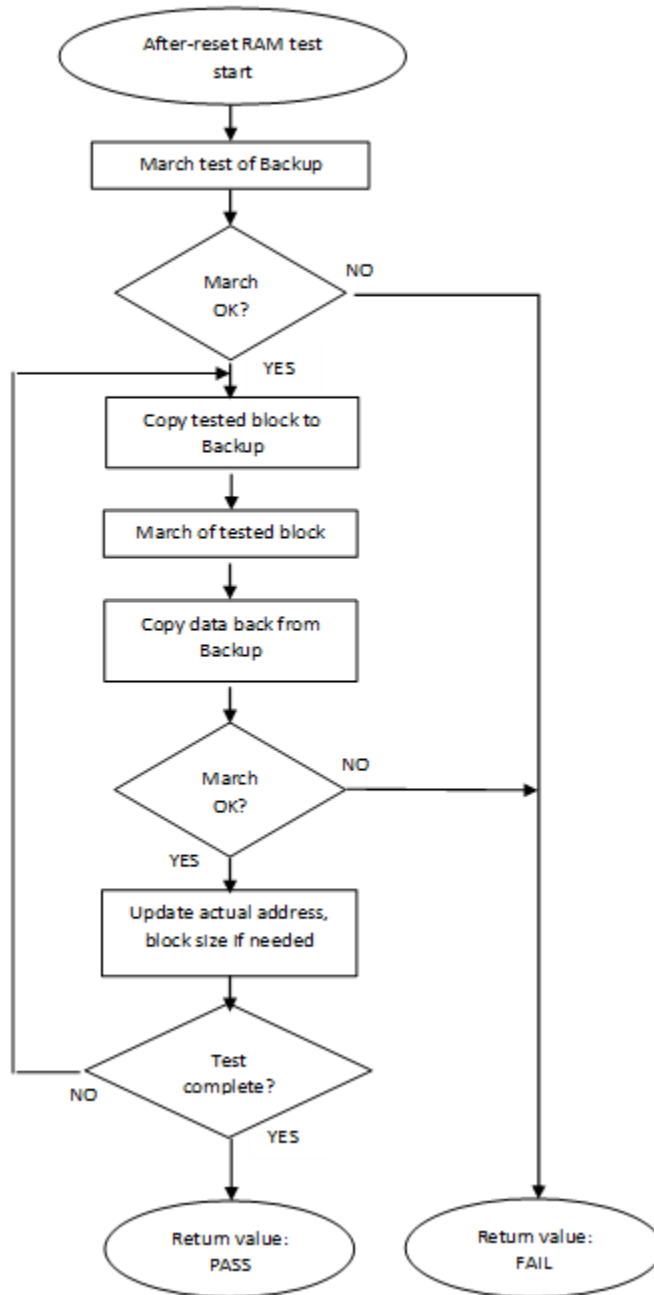 After-reset RAM test
start
March test of Backup
March
OK?
NO
YES
Copy tested block to
Backup
March of tested block
Copy data back from
Backup
March
OK?
NO
YES
Update actual address,
block size if needed
Test
complete?
NO
YES
Return value:
PASS
Return value:
FAIL